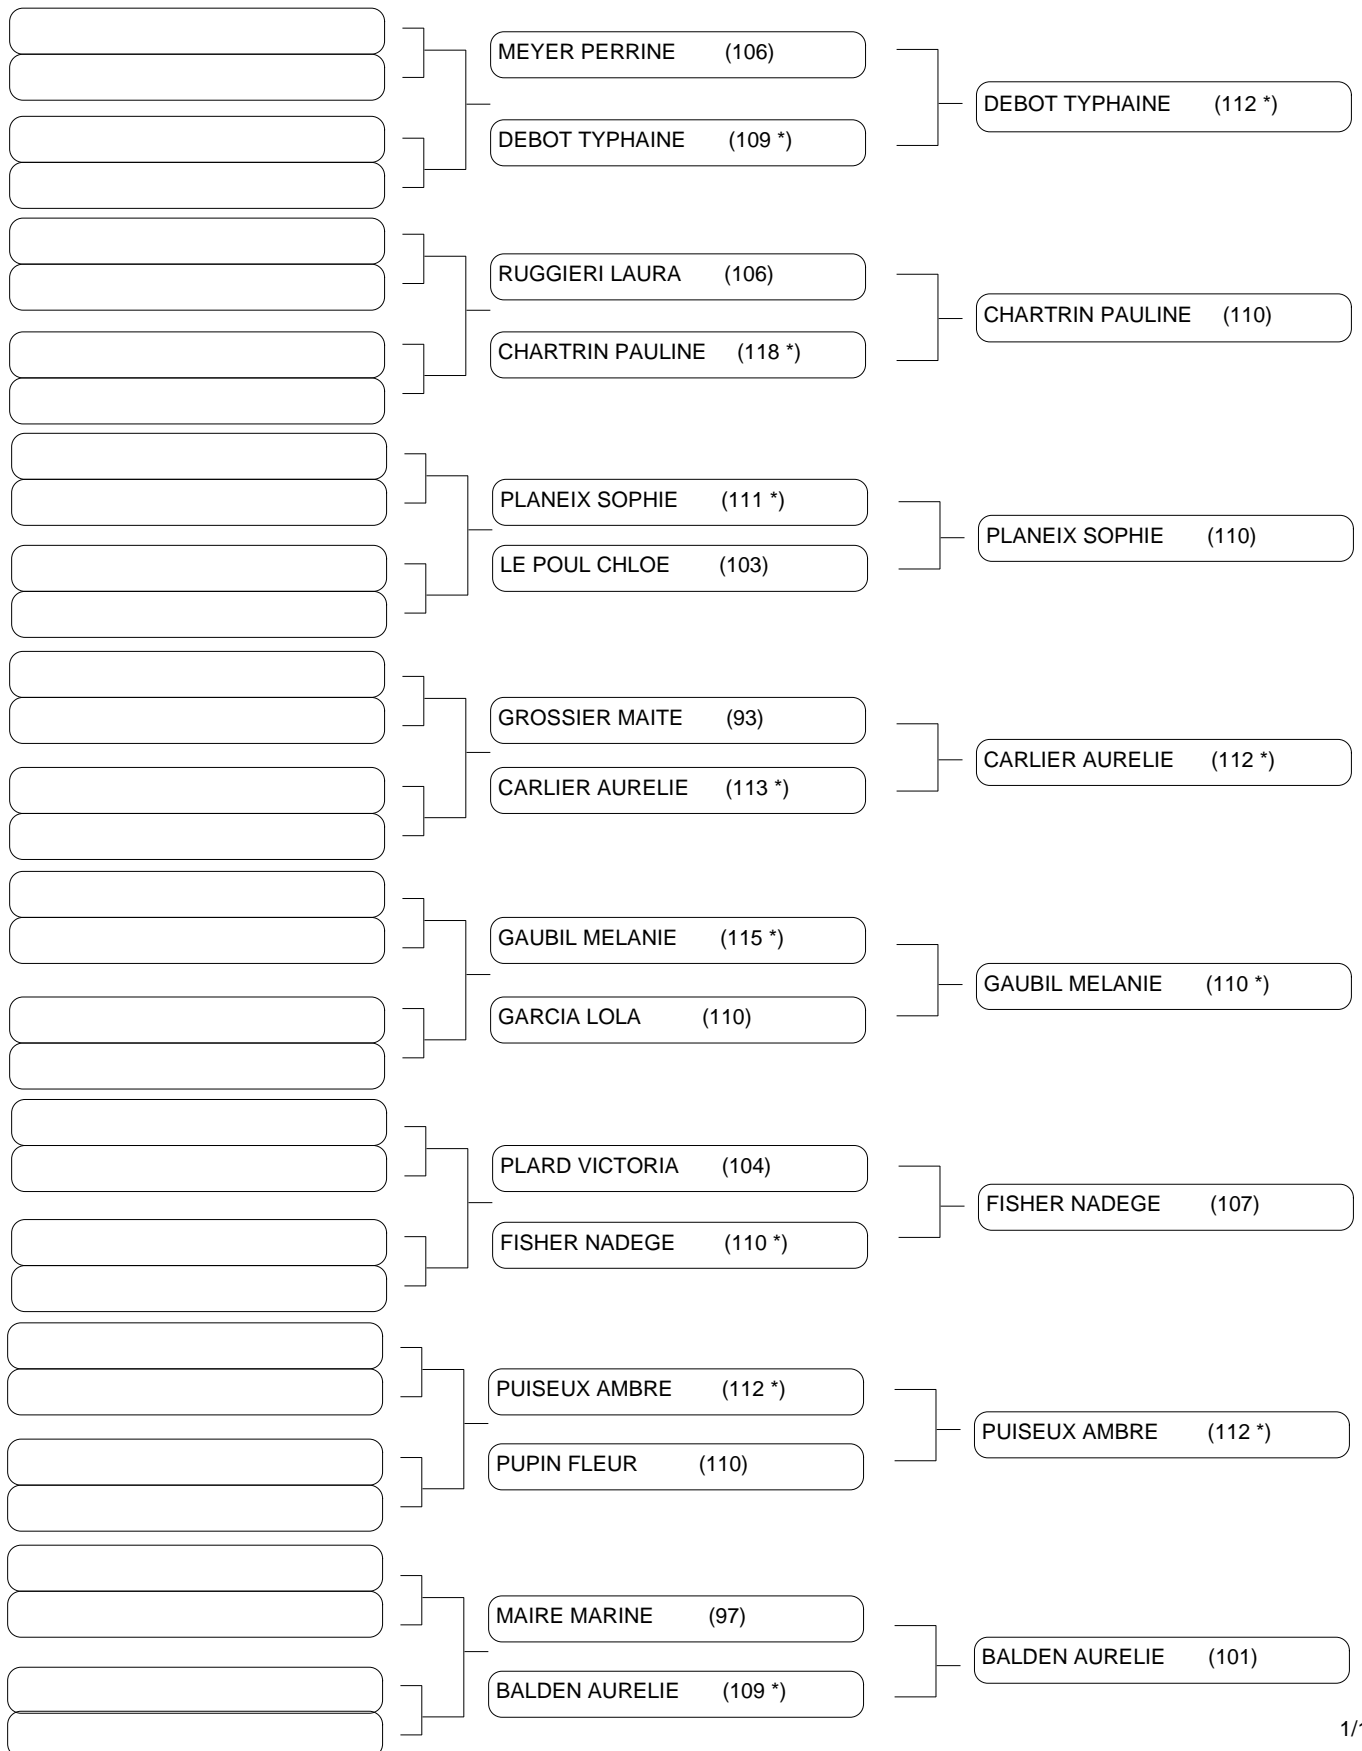 MEYER PERRINE (106)
DEBOT TYPHAINE (109 *)
DEBOT TYPHAINE (112 *)
RUGGIERI LAURA (106)
CHARTRIN PAULINE (118 *)
CHARTRIN PAULINE (110)
PLANEIX SOPHIE (111 *)
LE POUL CHLOE (103)
PLANEIX SOPHIE (110)
GROSSIER MAITE (93)
CARLIER AURELIE (113 *)
CARLIER AURELIE (112 *)
GAUBIL MELANIE (115 *)
GARCIA LOLA (110)
GAUBIL MELANIE (110 *)
PLARD VICTORIA (104)
FISHER NADEGE (110 *)
FISHER NADEGE (107)
PUISEUX AMBRE (112 *)
PUPIN FLEUR (110)
PUISEUX AMBRE (112 *)
MAIRE MARINE (97)
BALDEN AURELIE (109 *)
BALDEN AURELIE (101)
1/1